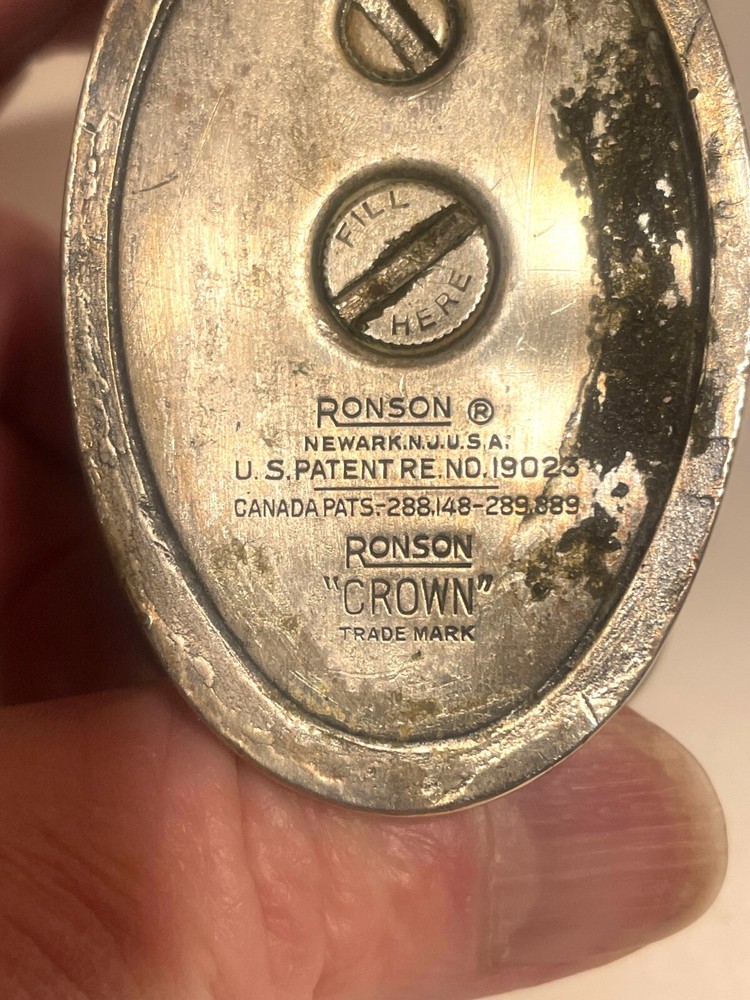 FILL
HERE
RONSON ®
NEWARK.N.J.U.S.A.
U.S.PATENT RE.NO.19023
CANADA PATS.-288,148-289,889
RONSON
"CROWN"
TRADE MARK